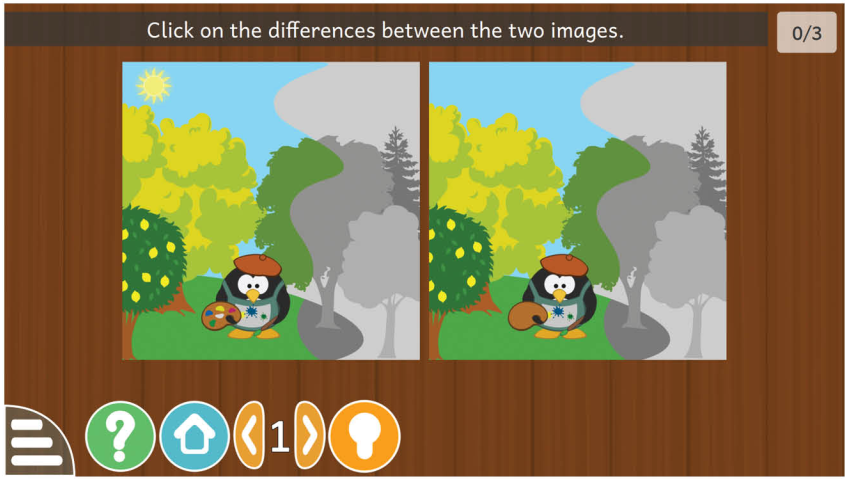 Click on the differences between the two images.
0/3
?
1